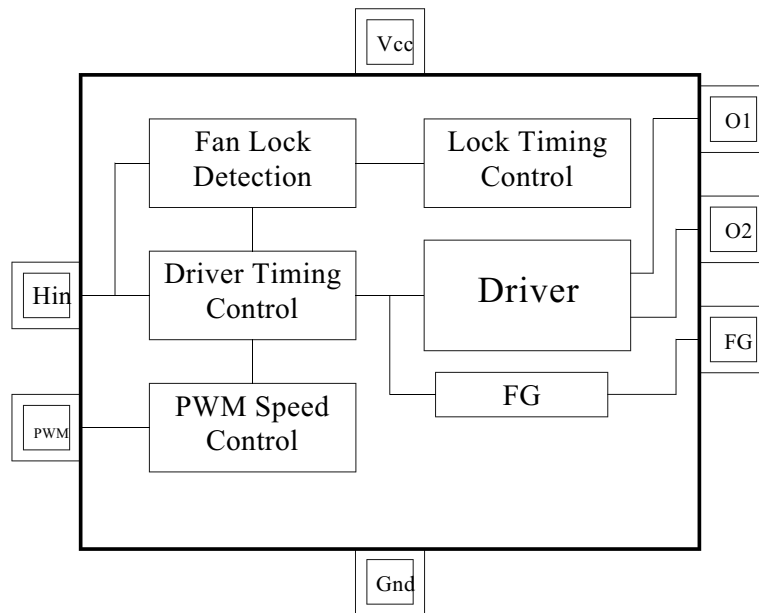 Vcc
O1
Fan Lock
Detection
Lock Timing
Control
O2
Hin
Driver Timing
Control
Driver
FG
PWM
PWM Speed
Control
FG
Gnd